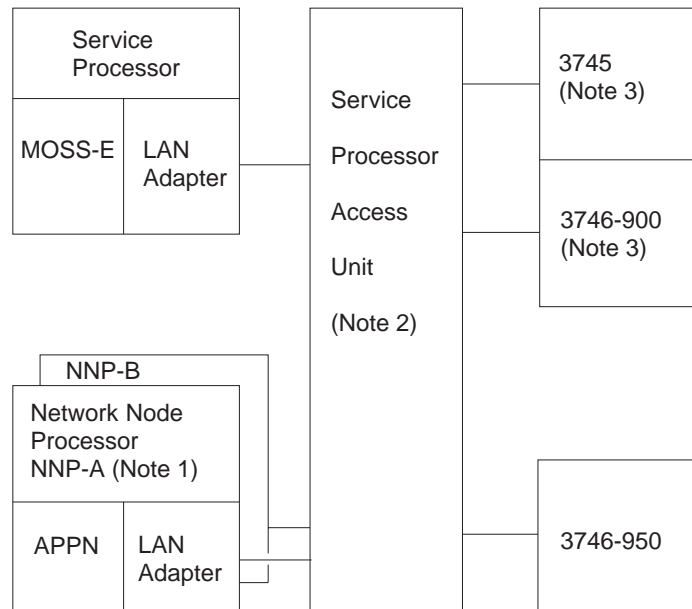 Service
Processor
MOSS-E
LAN
Adapter
Service
Processor
Access
Unit
(Note 2)
3745
(Note 3)
3746-900
(Note 3)
NNP-B
Network Node
Processor
NNP-A (Note 1)
APPN
LAN
Adapter
3746-950